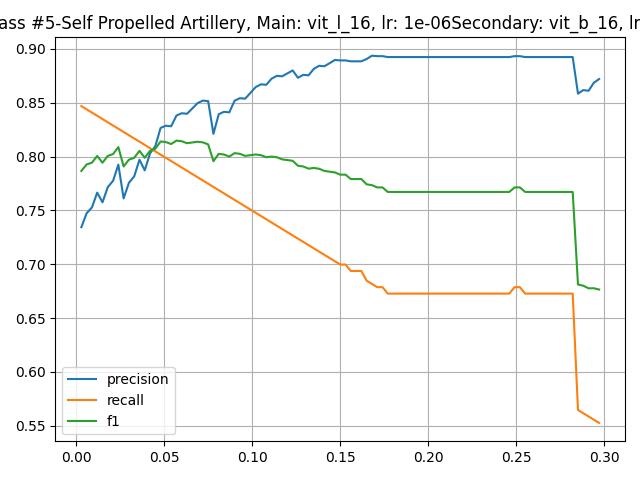 ass #5-Self Propelled Artillery, Main: vit_l_16, lr: 1e-06Secondary: vit_b_16, lr
0.90
0.85
0.80
0.75
0.70
0.65
0.60
0.55
precision
recall
f1
0.00 0.05 0.10 0.15 0.20 0.25 0.30